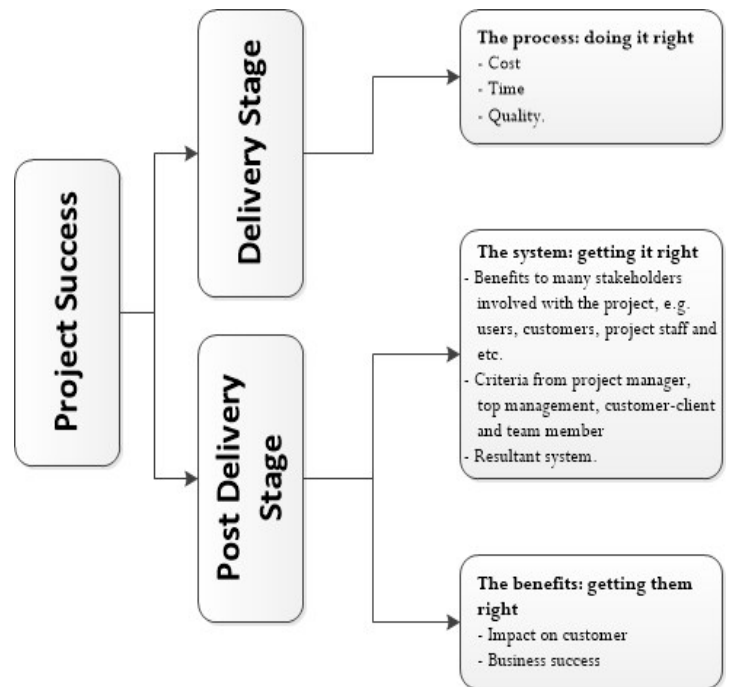 Project Success
Delivery Stage
The process: doing it right
- Cost
- Time
- Quality.
Post Delivery
Stage
The system: getting it right
- Benefits to many stakeholders
involved with the project, e.g.
users, customers, project staff and
etc.
- Criteria from project manager,
top management, customer-client
and team member
- Resultant system.
The benefits: getting them
right
- Impact on customer
- Business success